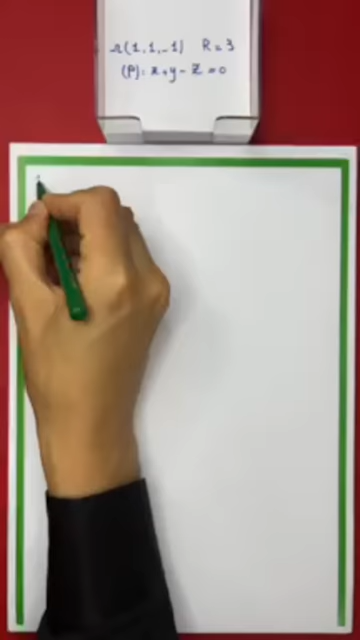 Ω(1,1,-1) R=3
(P): x+y-z=0